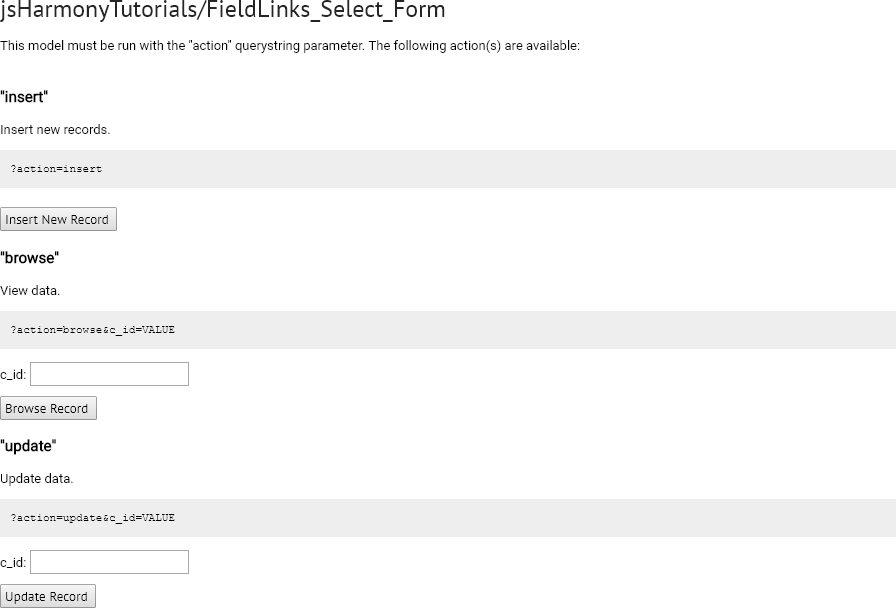 jsHarmonyTutorials/FieldLinks_Select_Form
This model must be run with the "action" querystring parameter. The following action(s) are available:
"insert"
Insert new records.
?action=insert
Insert New Record
"browse"
View data.
?action=browse&c_id=VALUE
c_id:
Browse Record
"update"
Update data.
?action=update&c_id=VALUE
c_id:
Update Record